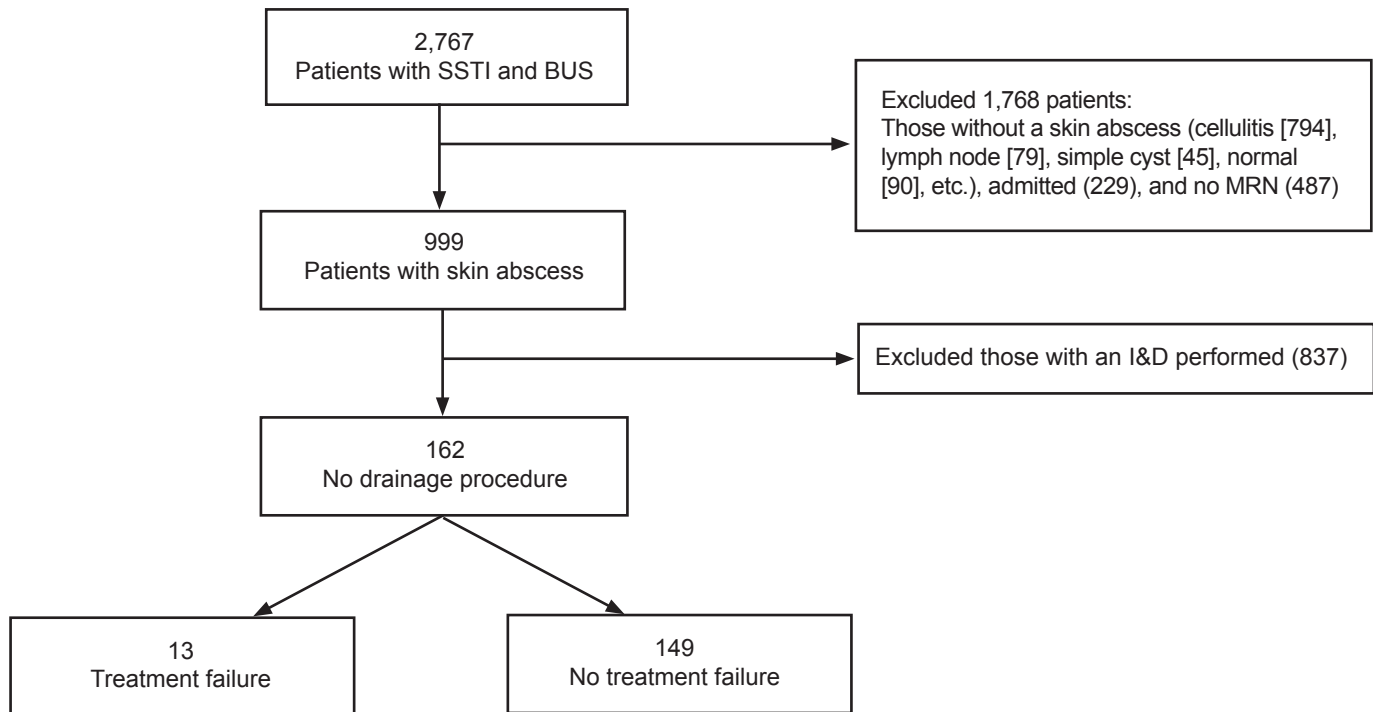 2,767
Patients with SSTI and BUS
Excluded 1,768 patients:
Those without a skin abscess (cellulitis [794],
lymph node [79], simple cyst [45], normal
[90], etc.), admitted (229), and no MRN (487)
999
Patients with skin abscess
Excluded those with an I&D performed (837)
162
No drainage procedure
13
Treatment failure
149
No treatment failure